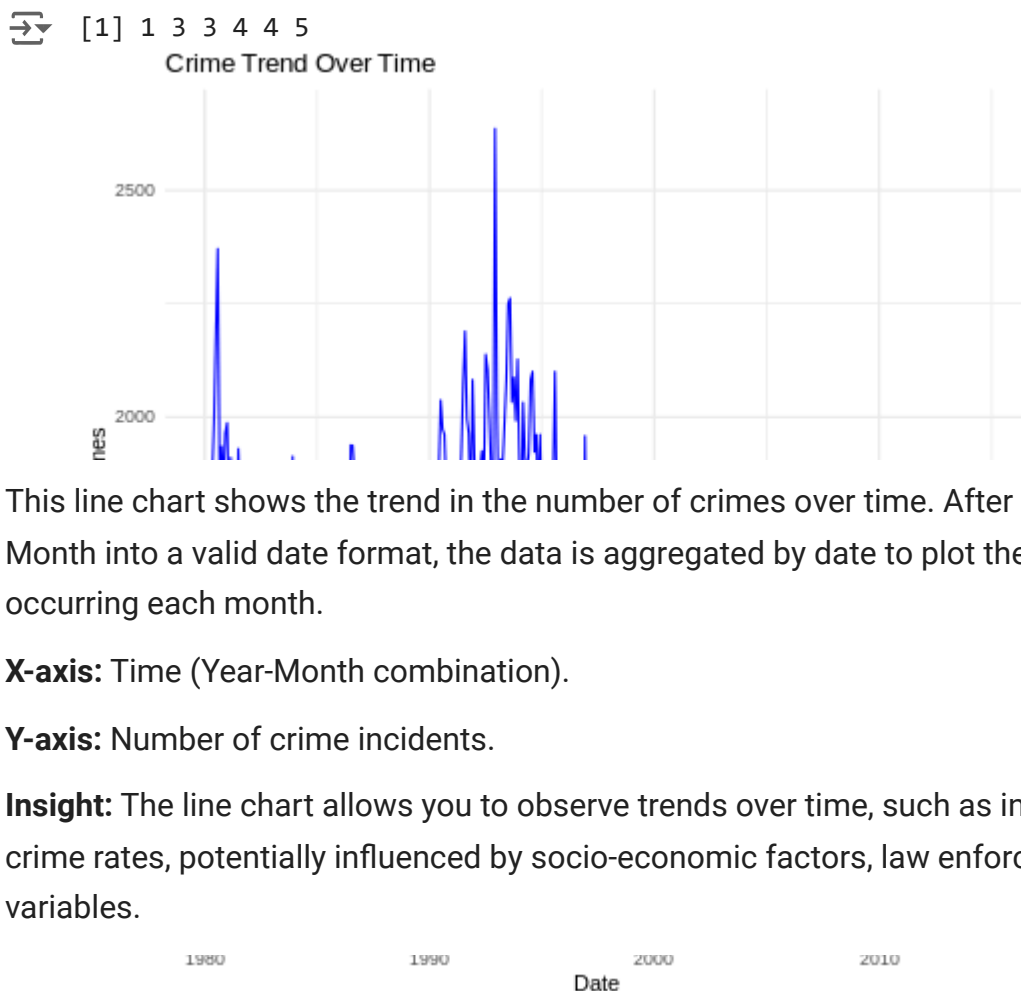 [1] 1 3 3 4 4 5
Crime Trend Over Time
2500
2000
This line chart shows the trend in the number of crimes over time. After
Month into a valid date format, the data is aggregated by date to plot the
occurring each month.
X-axis: Time (Year-Month combination).
Y-axis: Number of crime incidents.
Insight: The line chart allows you to observe trends over time, such as
crime rates, potentially influenced by socio-economic factors, law
variables.
1980 1990 2000 2010
Date